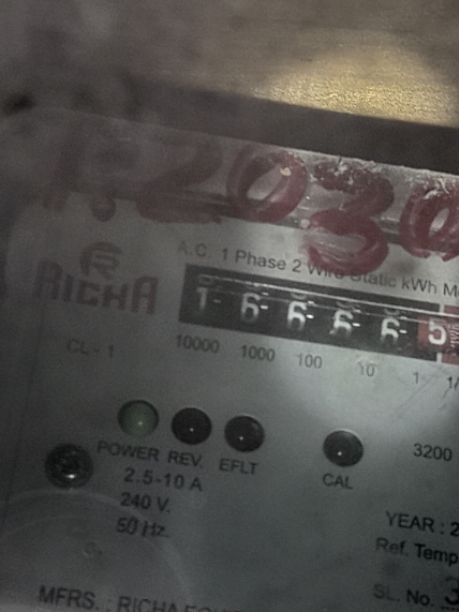 R.2030
A.C. 1 Phase 2 Wire Static kWh M
RICHA
1 6 6 6 6 5
CL-1
10000 1000 100 10 1 1/
POWER REV. EFLT CAL
3200
2.5-10 A
240 V.
50 Hz.
YEAR : 2
Ref. Temp
SL. No. 3
MFRS. : RICHA